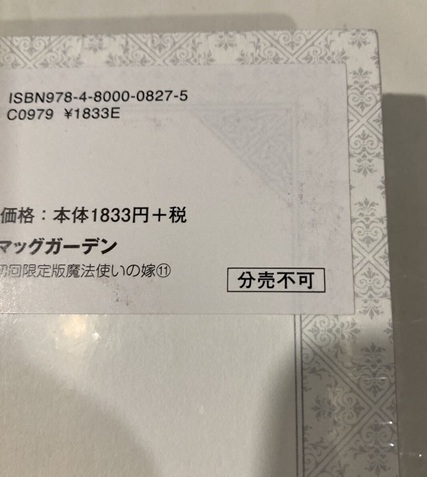 ISBN978-4-8000-0827-5
C0979 ¥1833E
価格：本体1833円＋税
マッグガーデン
初回限定版魔法使いの嫁⑪
分売不可